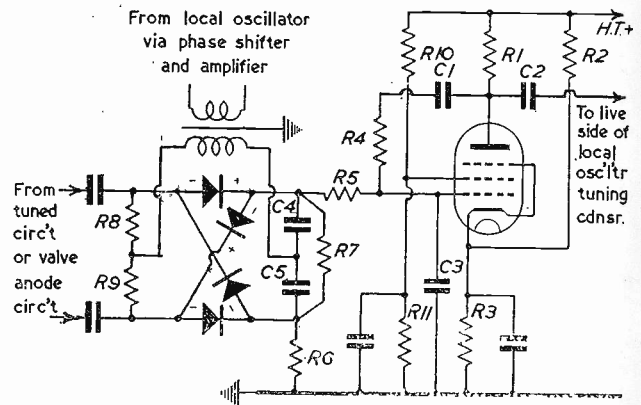 From local oscillator
via phase shifter
and amplifier
H.T.+
R10
R1
R2
C1
C2
R4
To live
side of
local
osc'l'tr
tuning
cdnsr.
From
tuned
circ't
or valve
anode
circ't
R8
R9
R5
C4
C5
R7
C3
R6
R11
R3